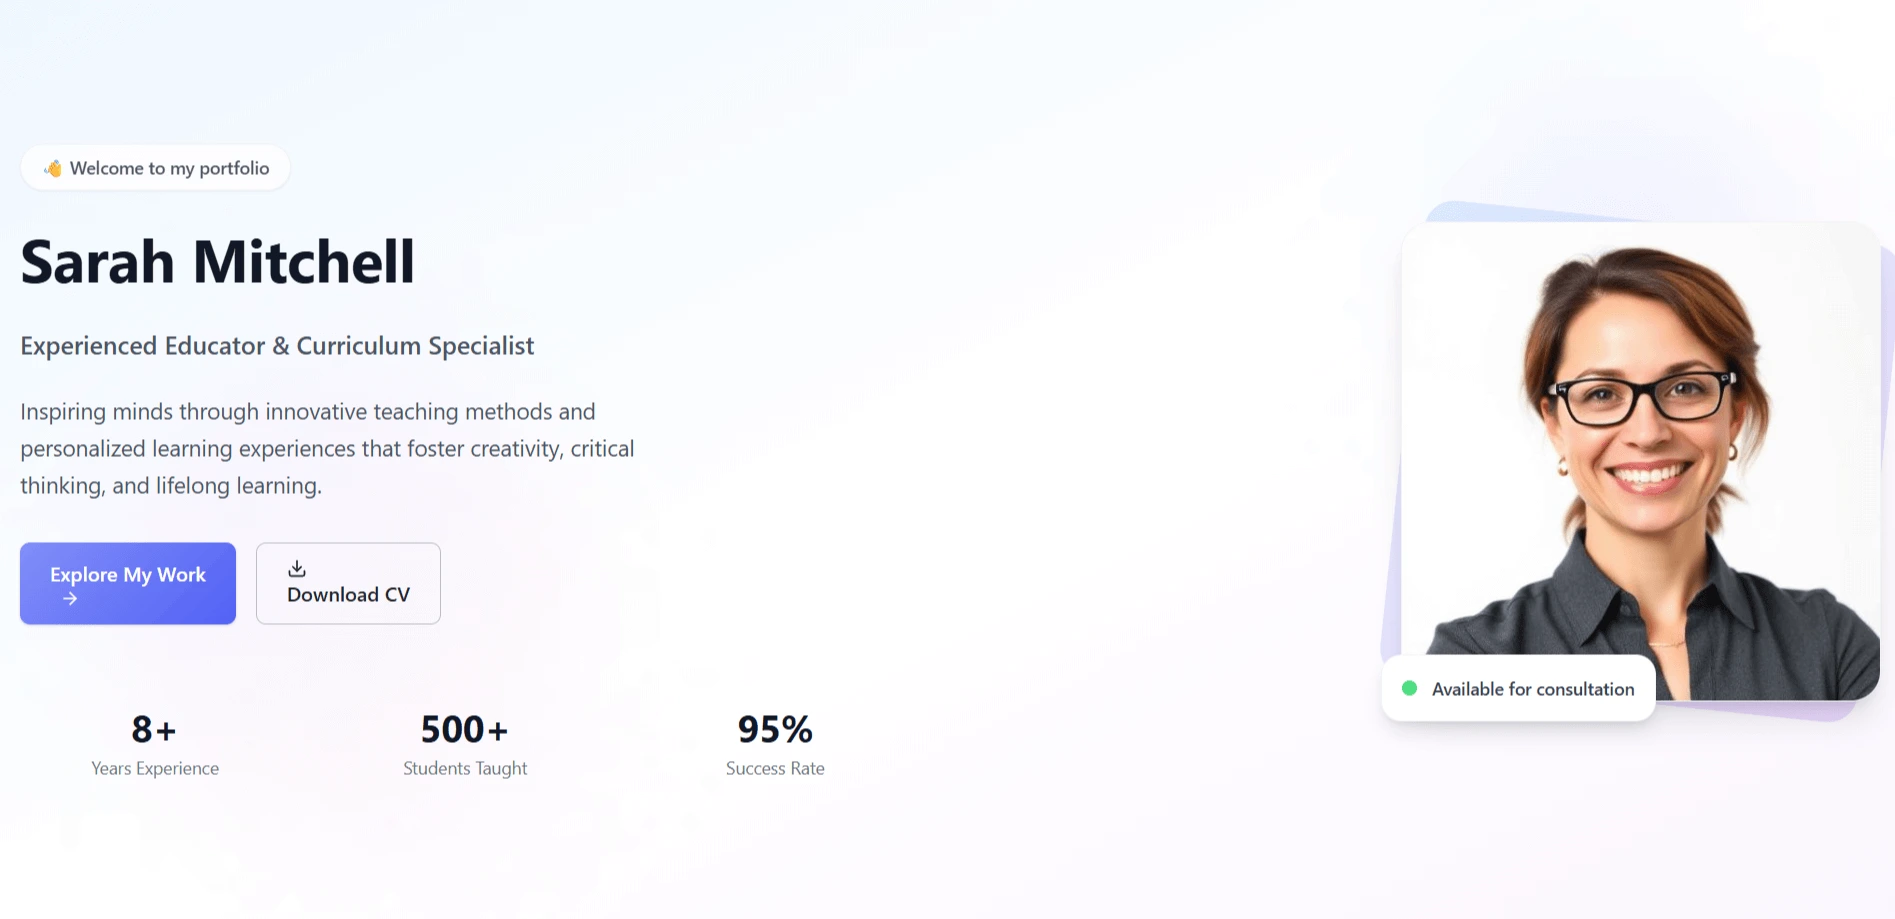 👋 Welcome to my portfolio
Sarah Mitchell
Experienced Educator & Curriculum Specialist
Inspiring minds through innovative teaching methods and
personalized learning experiences that foster creativity, critical
thinking, and lifelong learning.
Explore My Work
→
Download CV
8+
Years Experience
500+
Students Taught
95%
Success Rate
Available for consultation